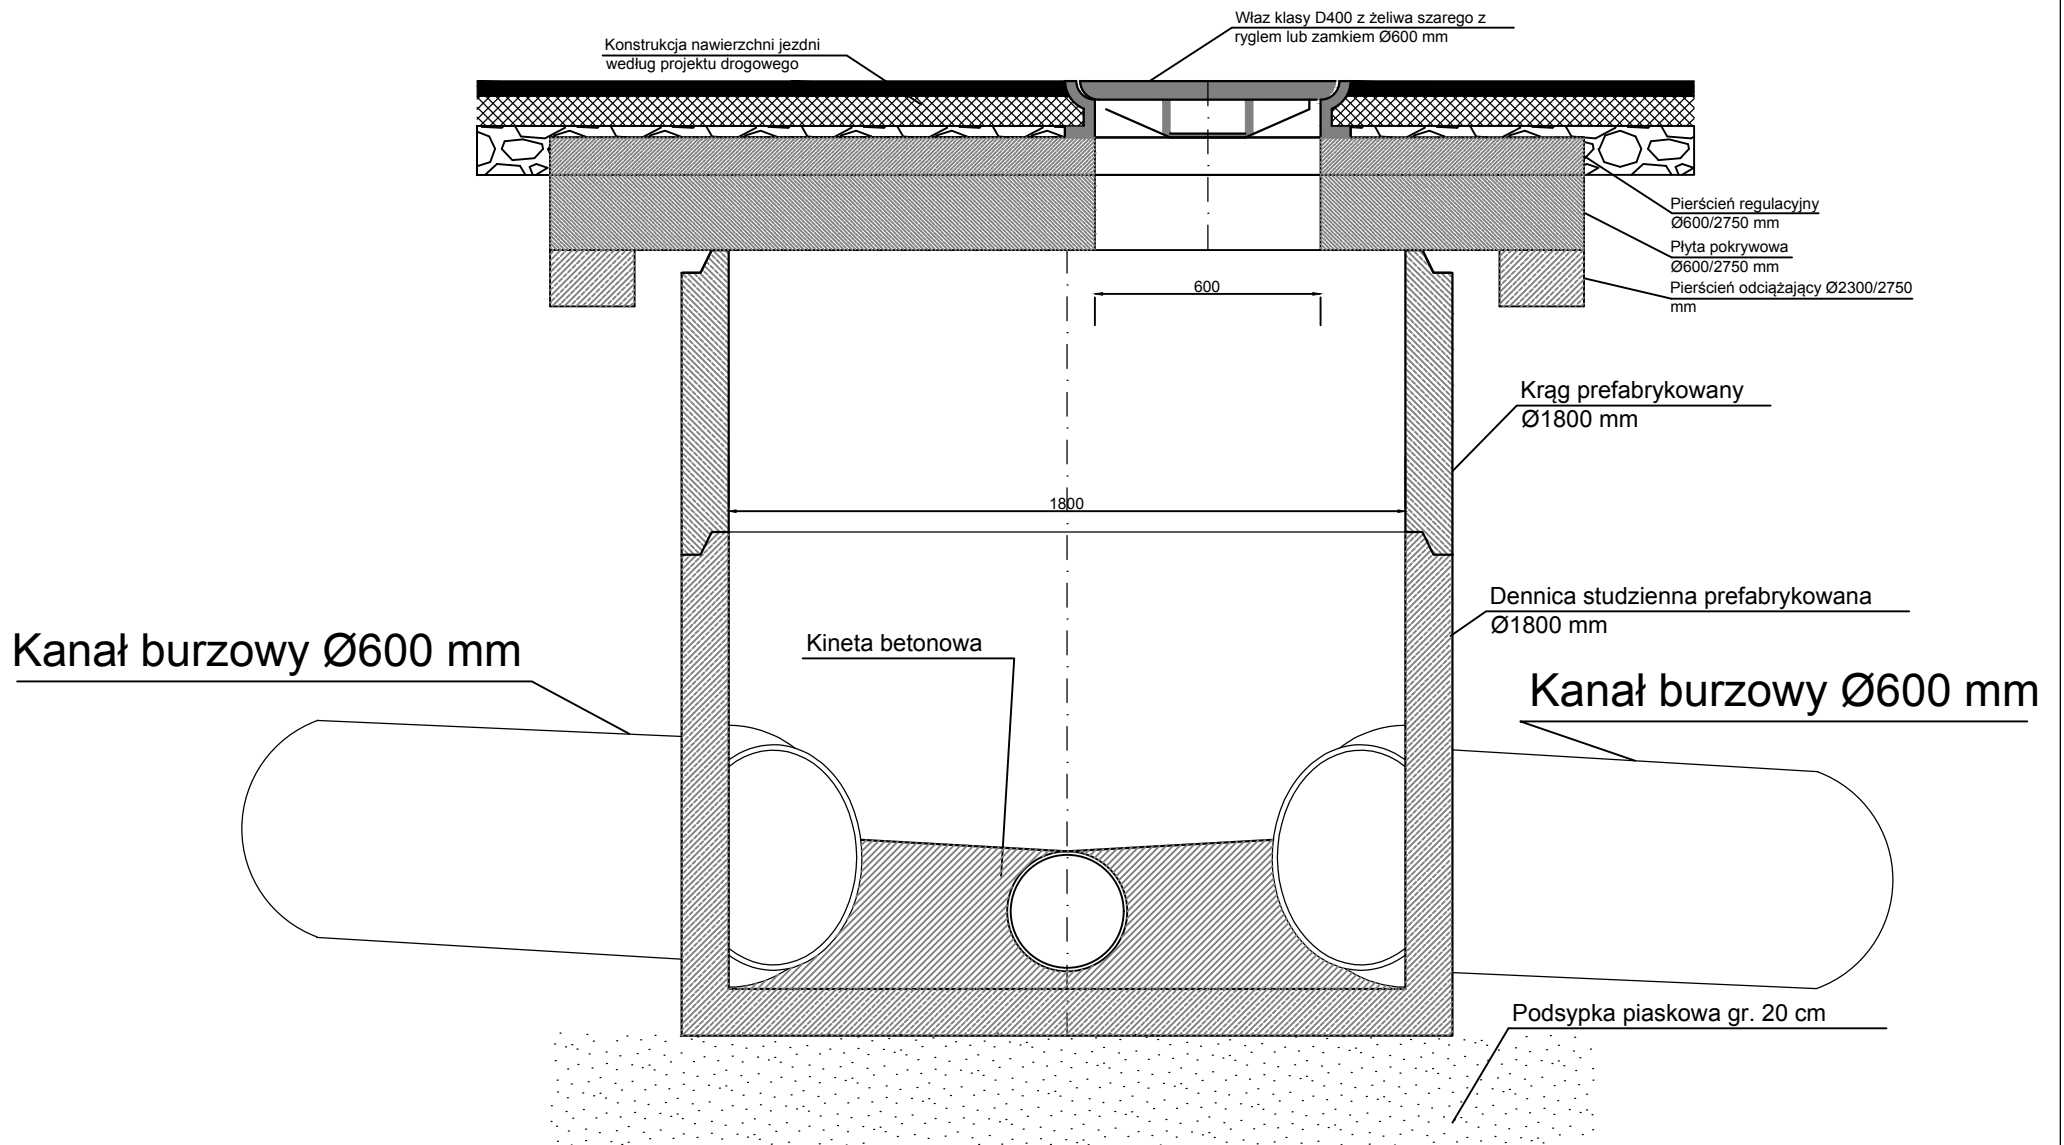 Właz klasy D400 z żeliwa szarego z
ryglem lub zamkiem Ø600 mm
Konstrukcja nawierzchni jezdni
według projektu drogowego
Pierścień regulacyjny
Ø600/2750 mm
Płyta pokrywowa
Ø600/2750 mm
Pierścień odciążający Ø2300/2750
mm
600
Krąg prefabrykowany
Ø1800 mm
1800
Dennica studzienna prefabrykowana
Ø1800 mm
Kineta betonowa
Kanał burzowy Ø600 mm
Kanał burzowy Ø600 mm
Podsypka piaskowa gr. 20 cm